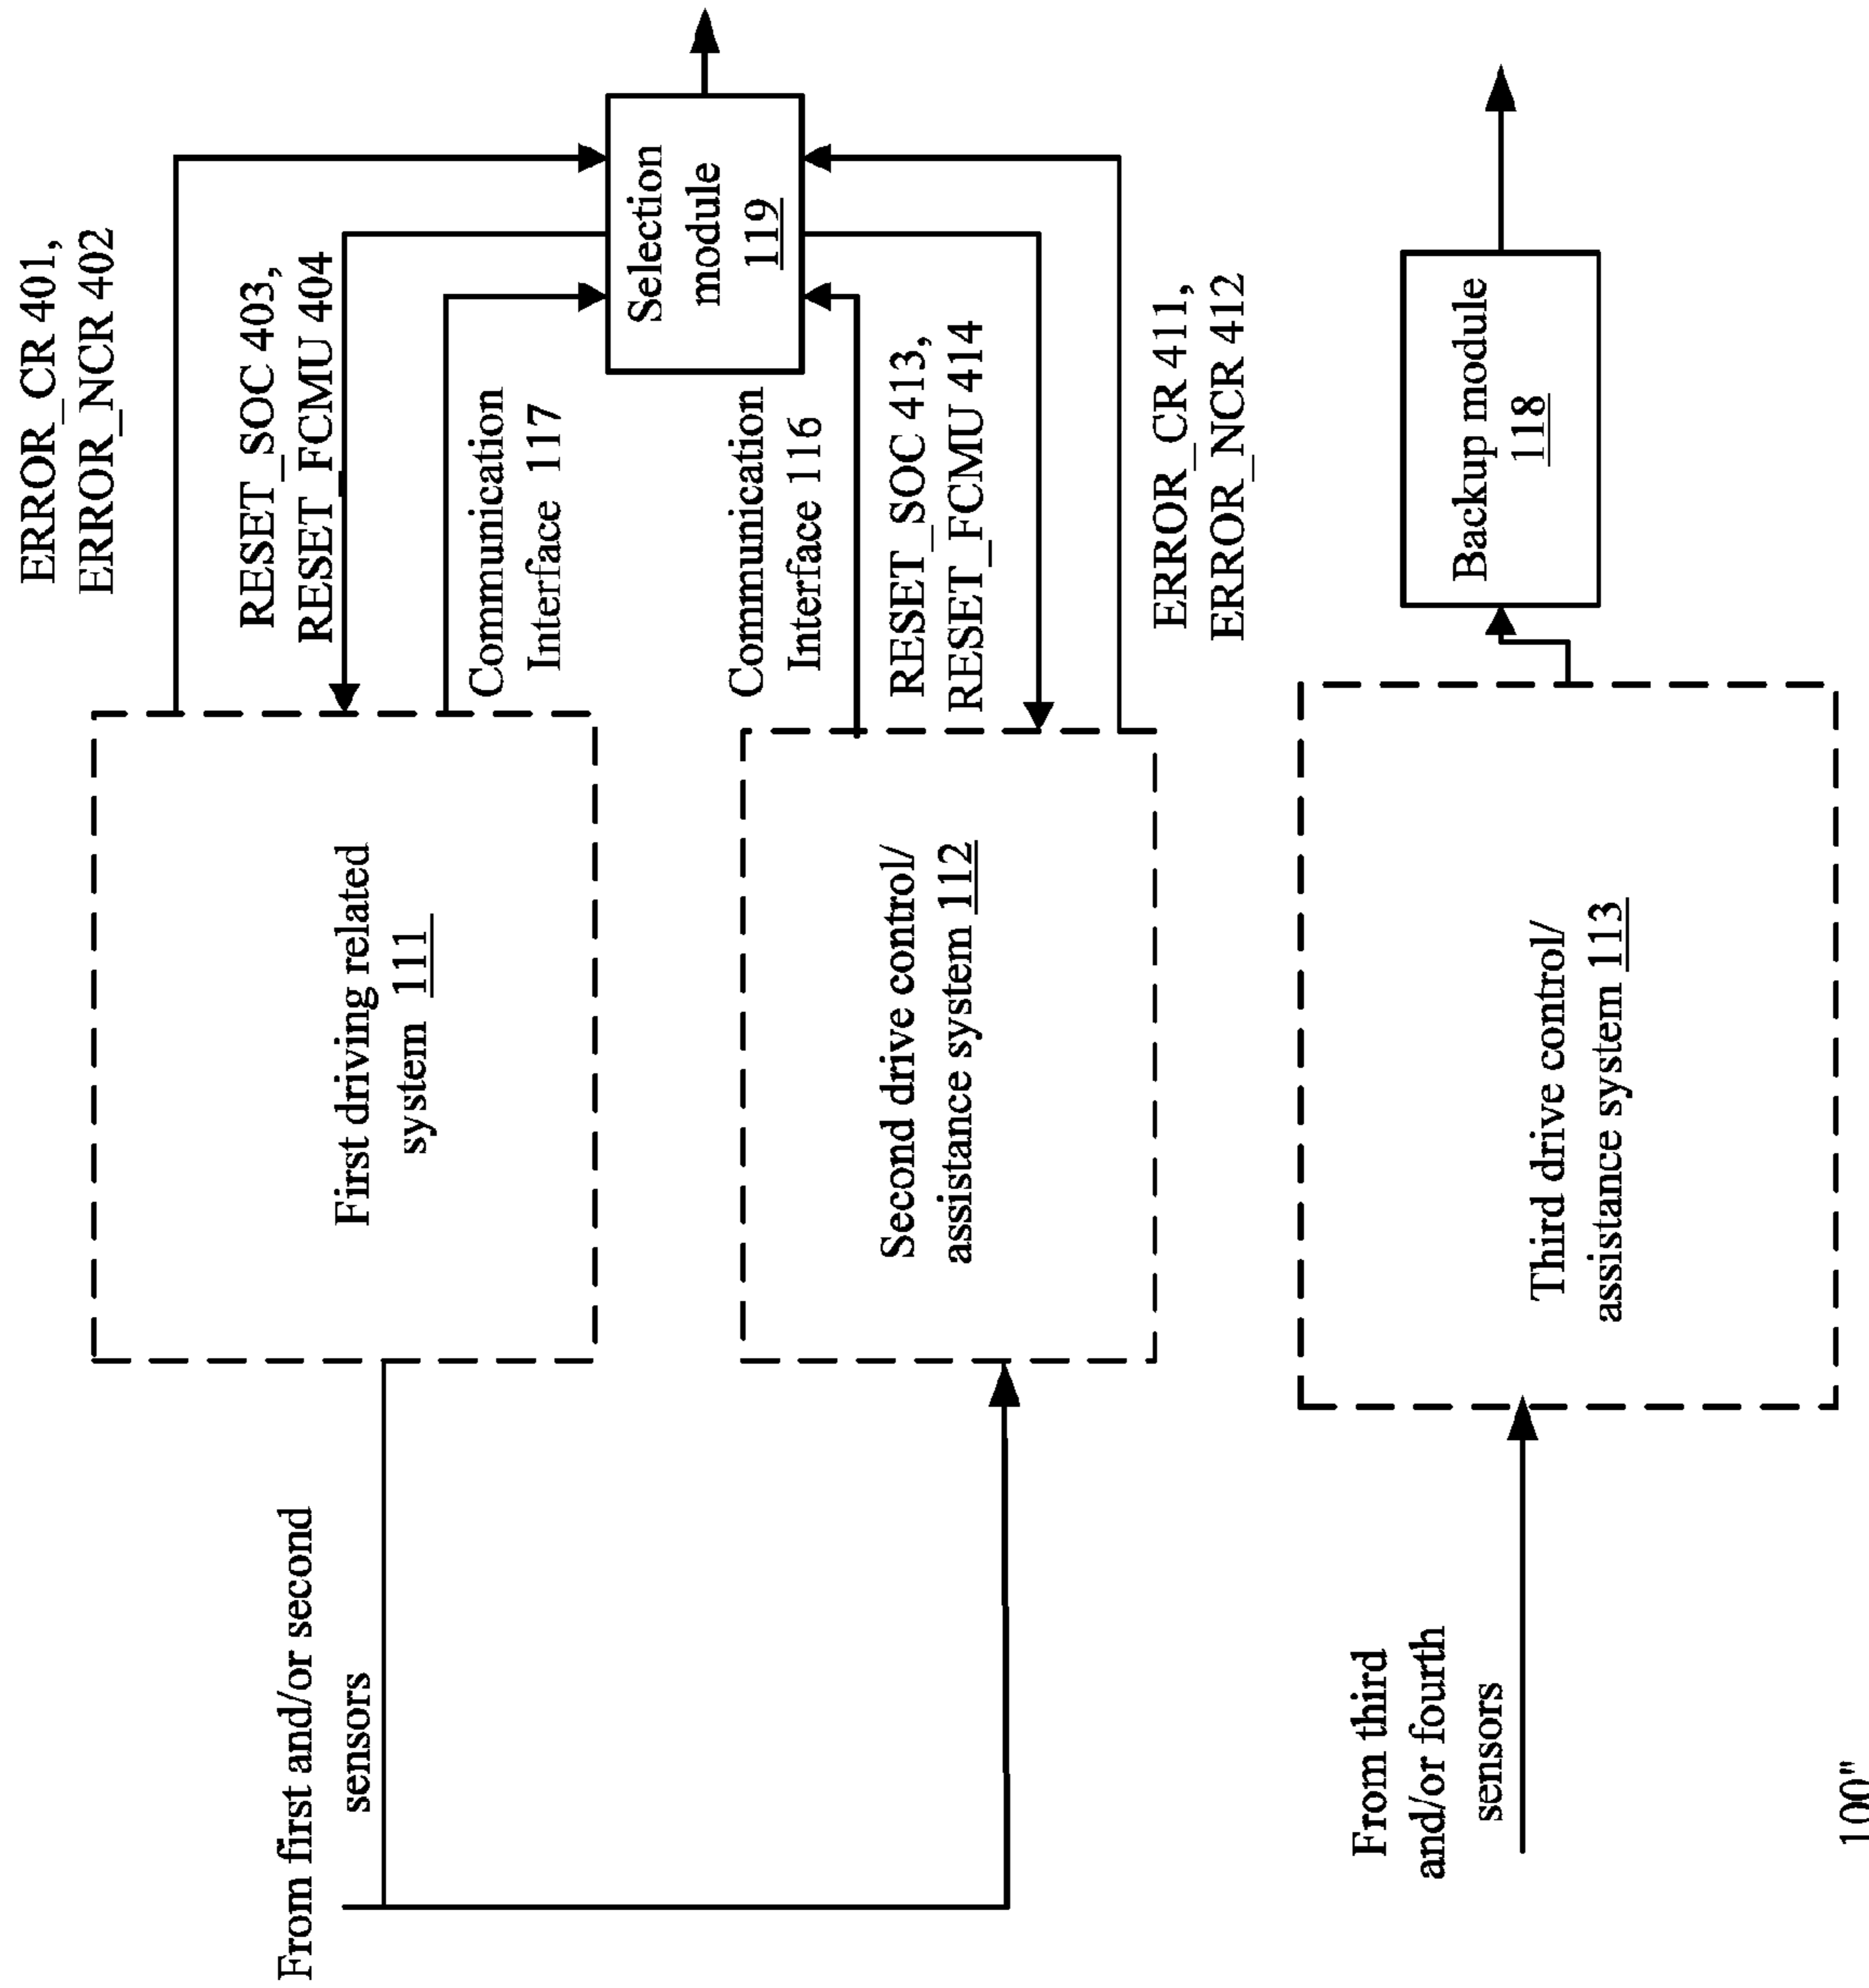 ERROR_CR 401,
ERROR_NCR 402
RESET_SOC 403,
RESET_FCMU 404
Communication
Interface 117
Selection
module
119
Communication
Interface 116
RESET_SOC 413,
RESET_FCMU 414
ERROR_CR 411,
ERROR_NCR 412
Backup module
118
First driving related
system 111
Second drive control/
assistance system 112
Third drive control/
assistance system 113
From first and/or second
sensors
From third
and/or fourth
sensors
100"